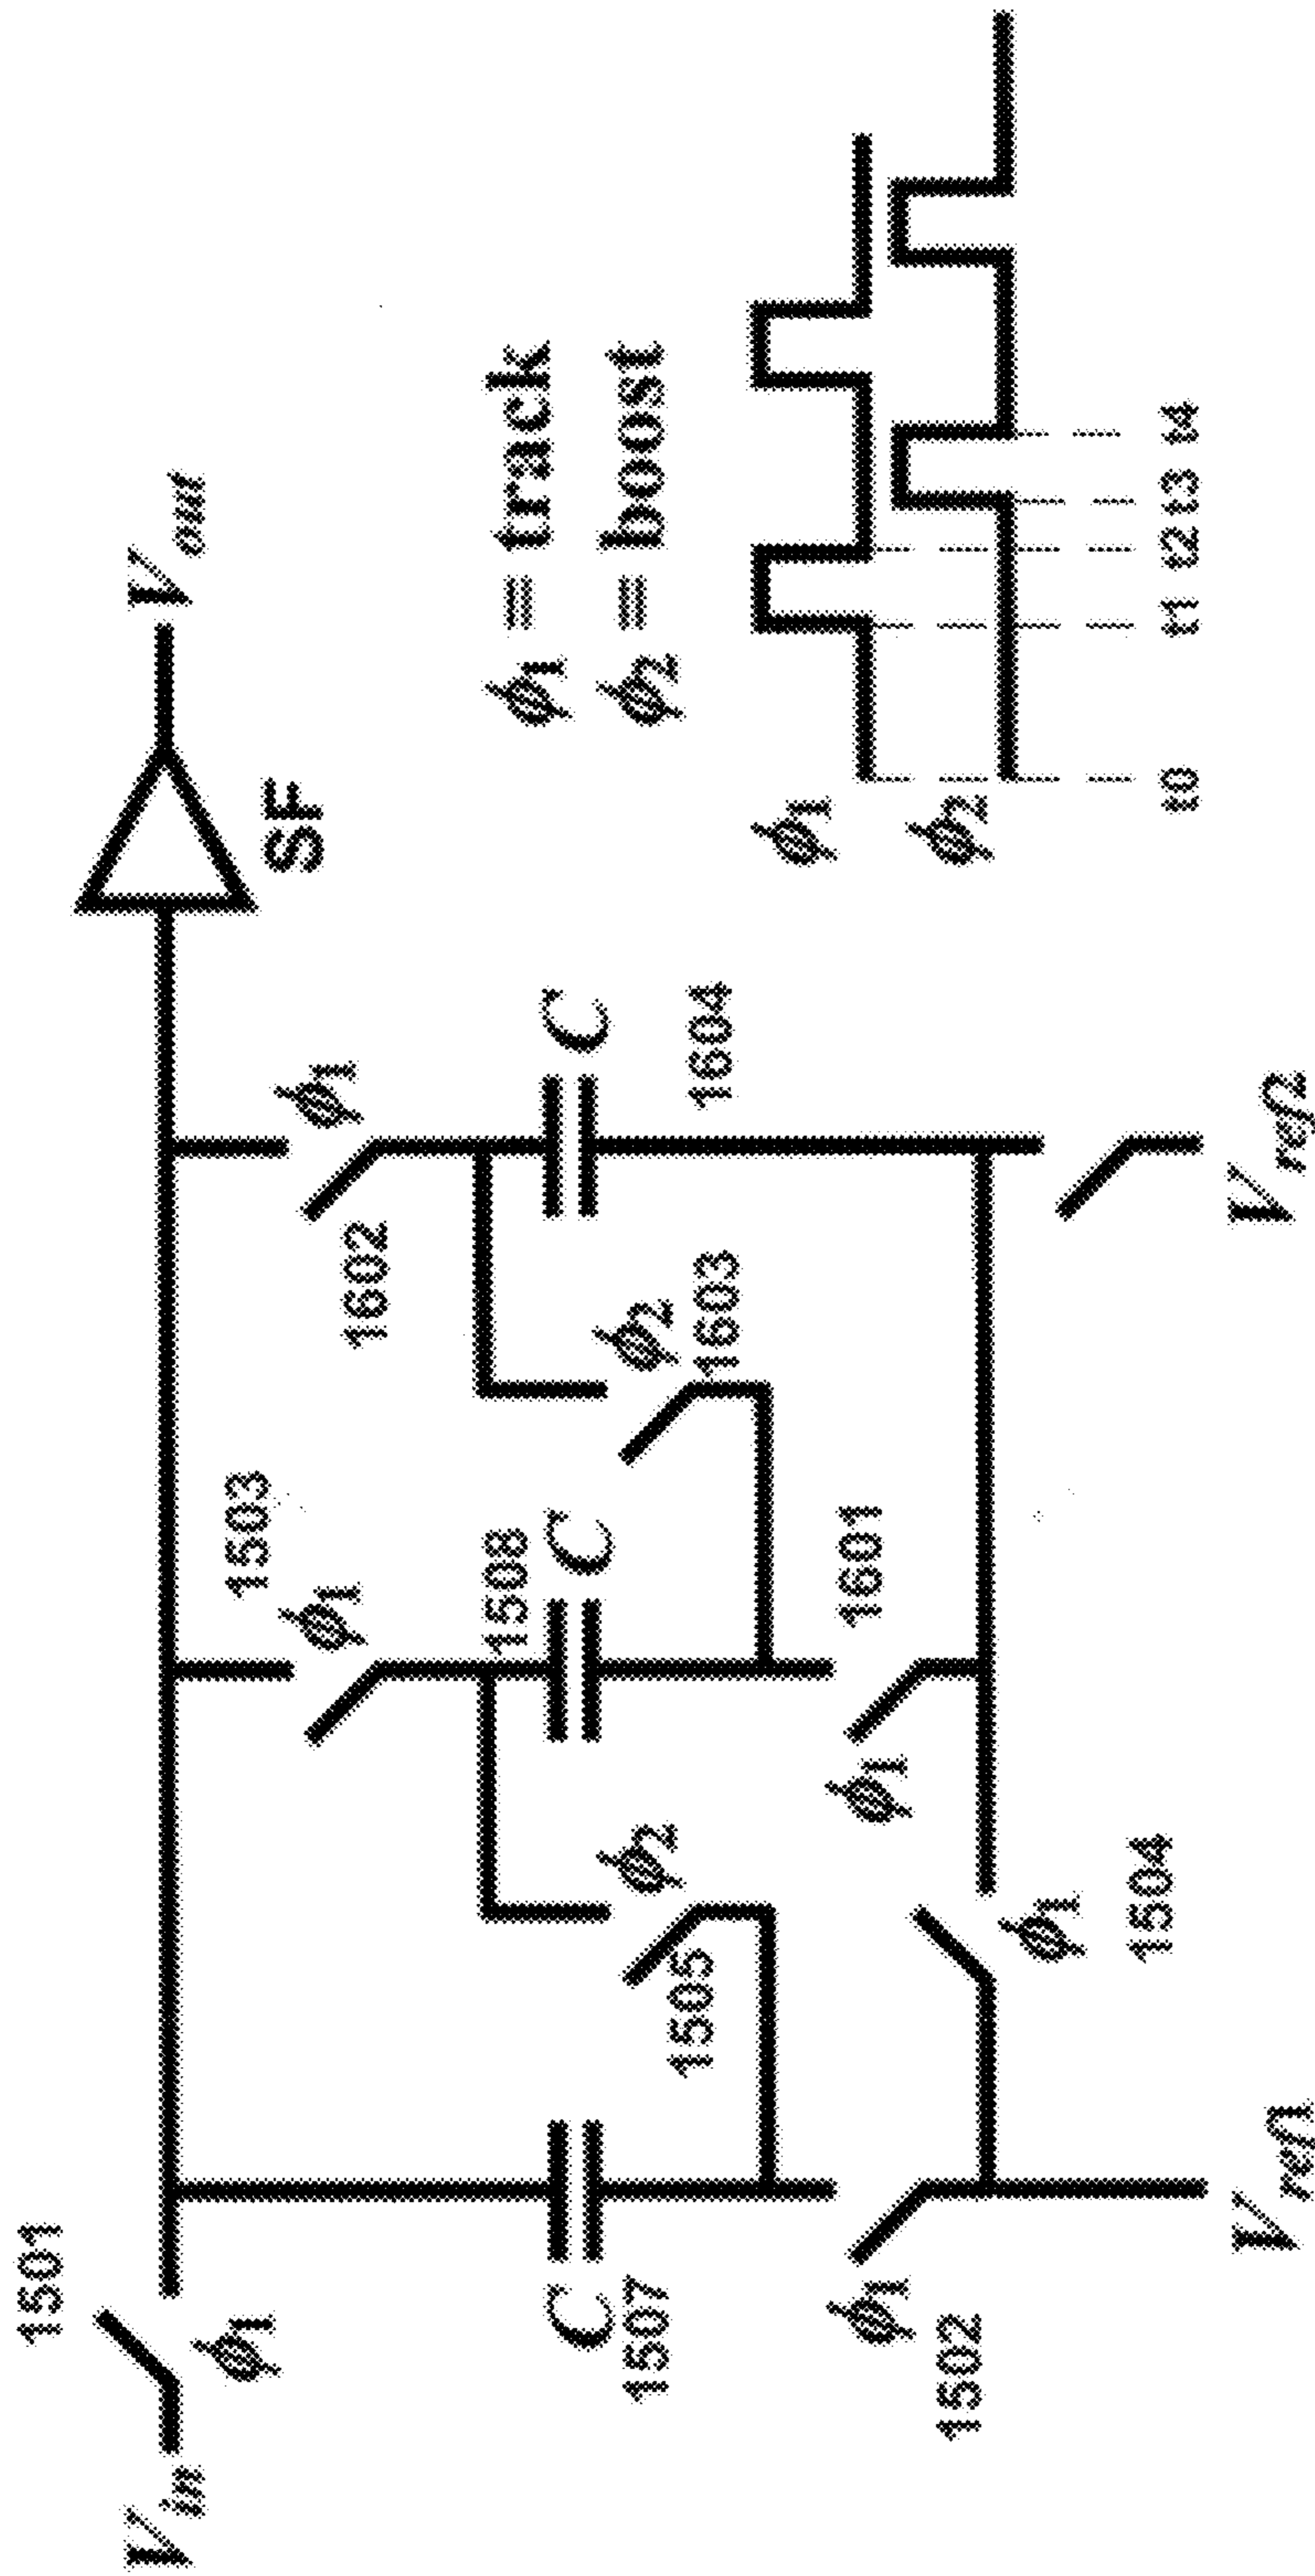 1501
V_in
ϕ1
1503
ϕ1
1602
ϕ1
SF
V_out
C
1507
1508
C
C
1604
1505
ϕ2
ϕ2
1603
ϕ1
1502
ϕ1
1601
ϕ1
1504
V_ref1
V_ref2
ϕ1 = track
ϕ2 = boost
ϕ1
ϕ2
t0 t1 t2 t3 t4